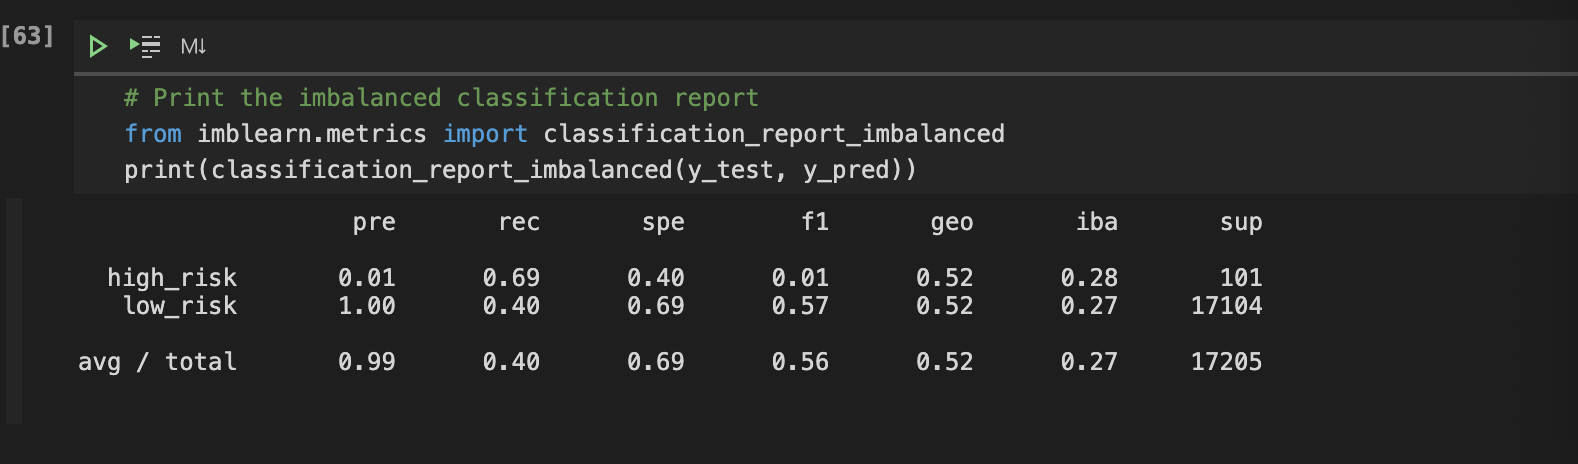 [63]
M↓
# Print the imbalanced classification report
from imblearn.metrics import classification_report_imbalanced
print(classification_report_imbalanced(y_test, y_pred))
pre rec spe f1 geo iba sup
high_risk 0.01 0.69 0.40 0.01 0.52 0.28 101
low_risk 1.00 0.40 0.69 0.57 0.52 0.27 17104
avg / total 0.99 0.40 0.69 0.56 0.52 0.27 17205